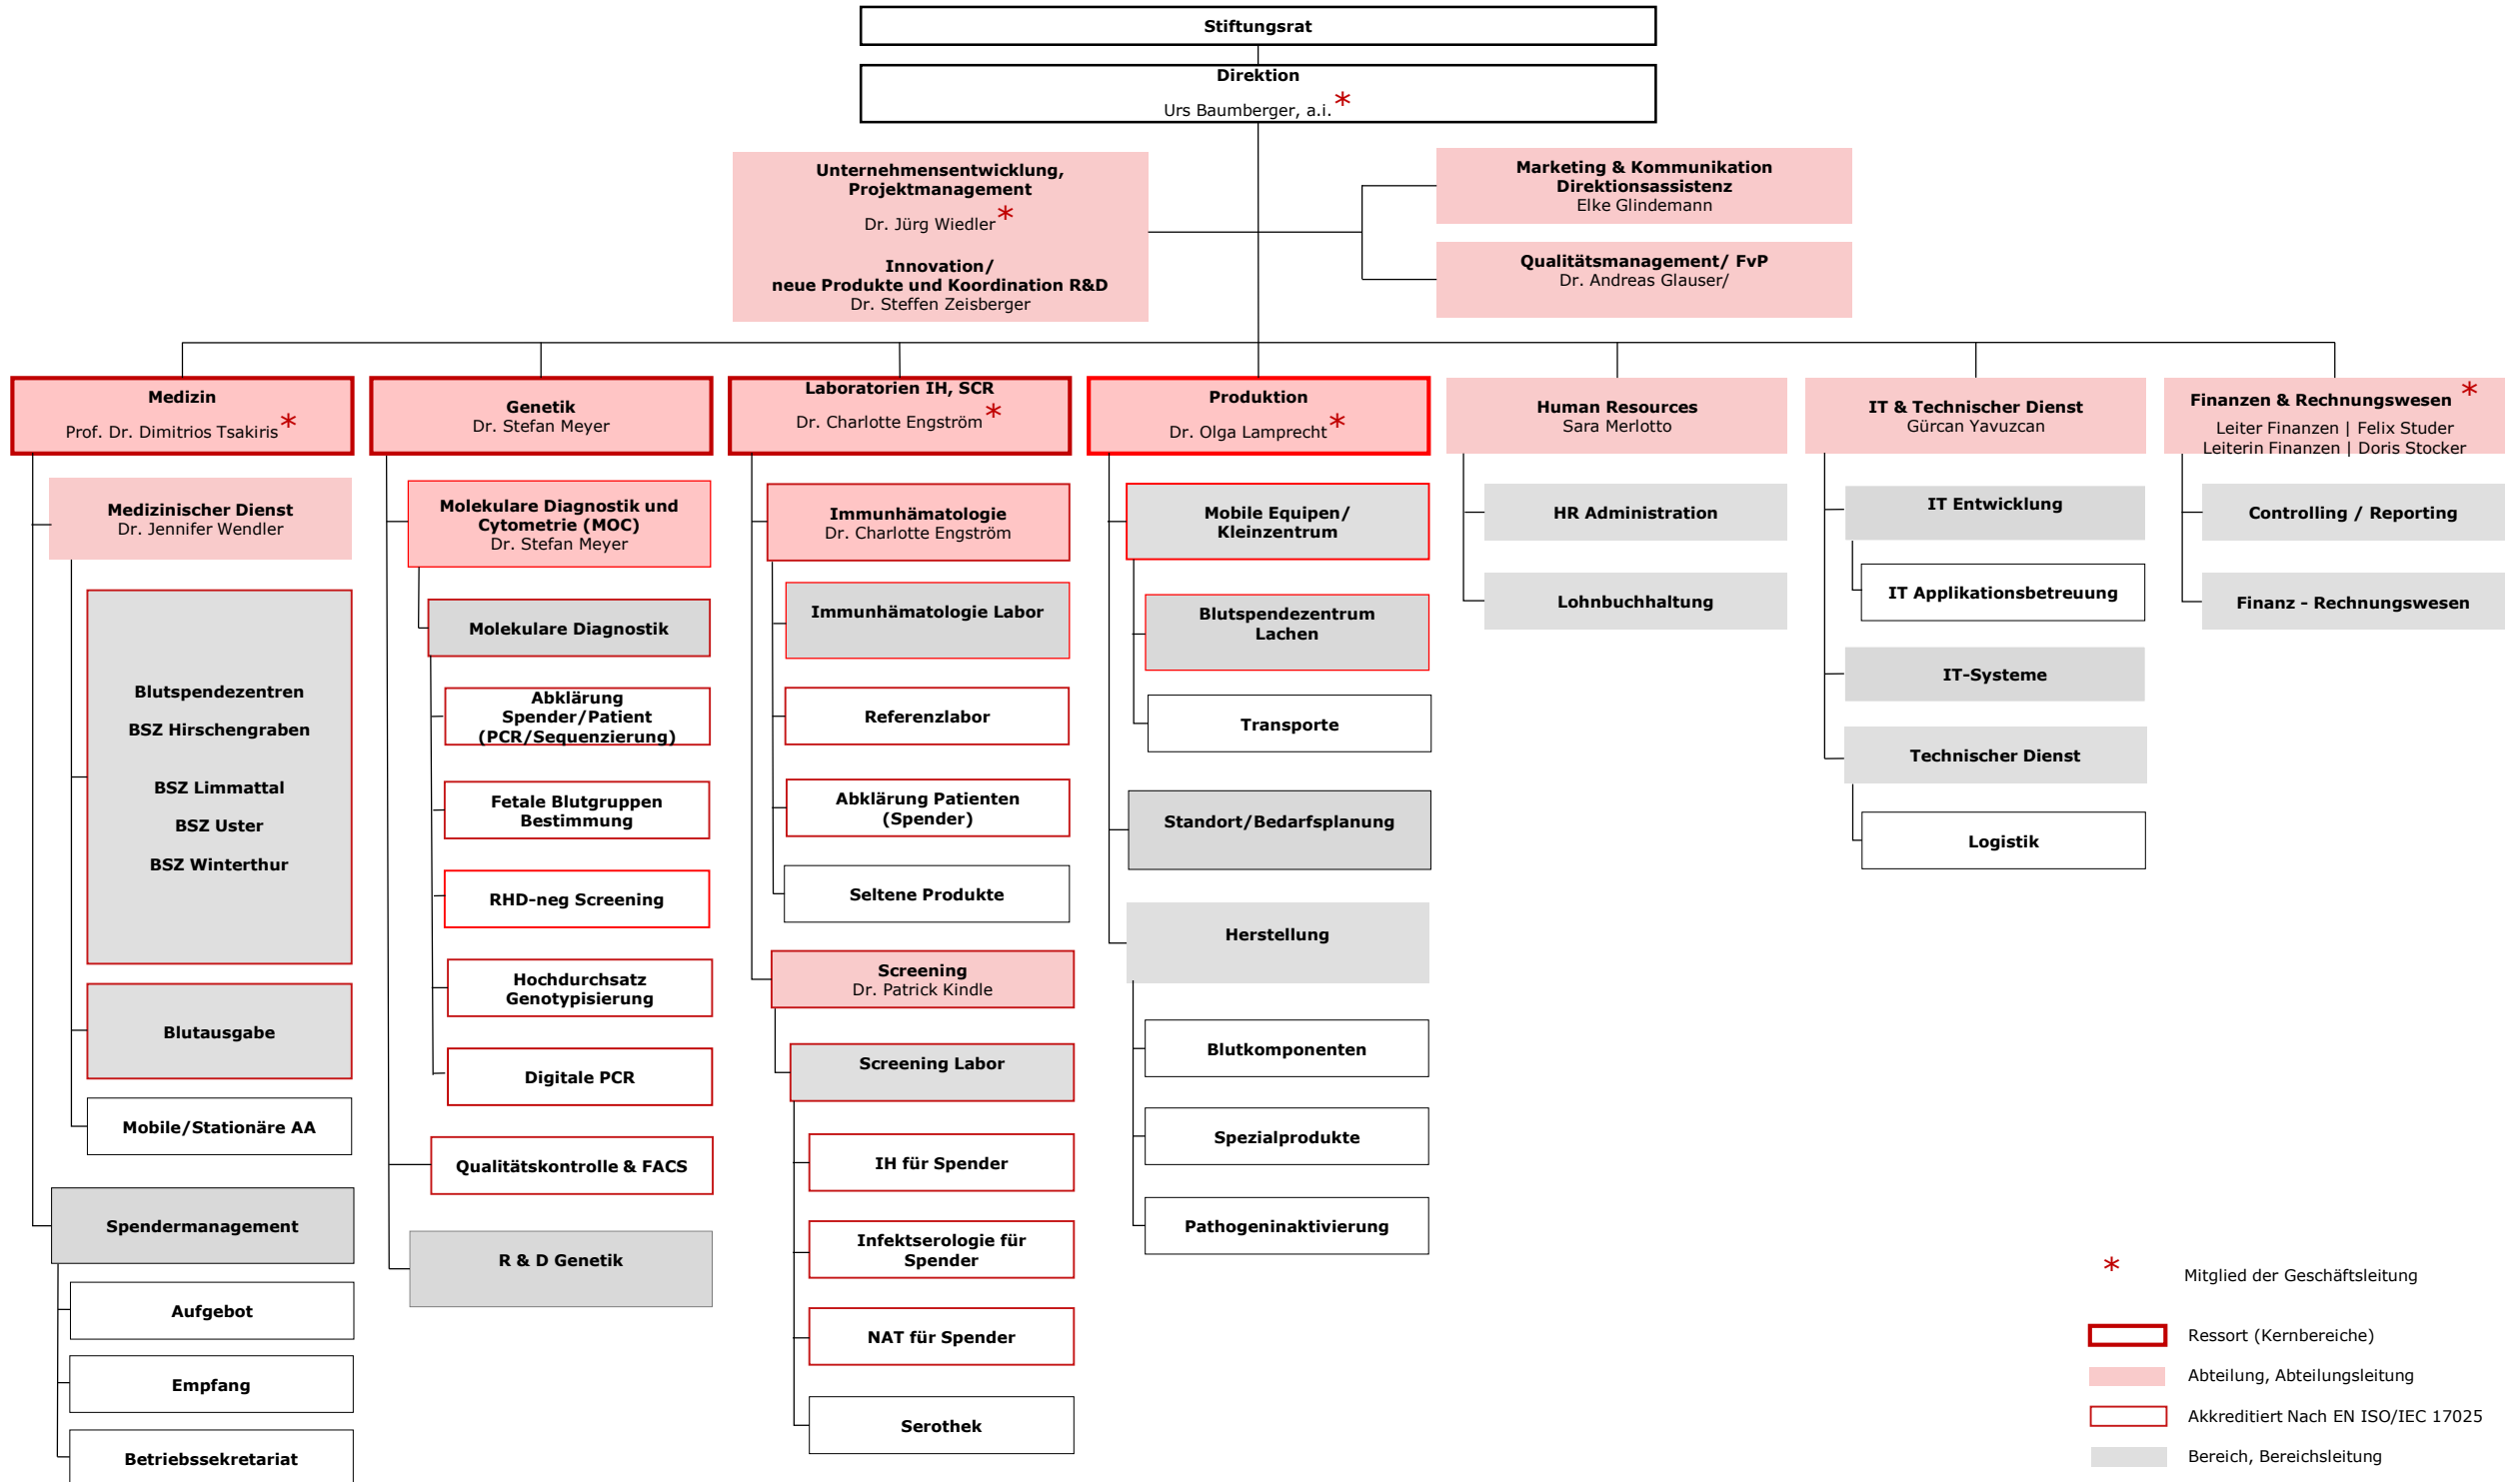 Stiftungsrat
Direktion
Urs Baumberger, a.i.*
Unternehmensentwicklung,
Projektmanagement
Dr. Jürg Wiedler*
Innovation/
neue Produkte und Koordination R&D
Dr. Steffen Zeisberger
Marketing & Kommunikation
Direktionsassistenz
Elke Glindemann
Qualitätsmanagement/ FvP
Dr. Andreas Glauser/
Medizin
Prof. Dr. Dimitrios Tsakiris*
Medizinischer Dienst
Dr. Jennifer Wendler
Blutspendezentren
BSZ Hirschengraben
BSZ Limmattal
BSZ Uster
BSZ Winterthur
Blutausgabe
Mobile/Stationäre AA
Spendermanagement
Aufgebot
Empfang
Betriebssekretariat
Genetik
Dr. Stefan Meyer
Molekulare Diagnostik und
Cytometrie (MOC)
Dr. Stefan Meyer
Molekulare Diagnostik
Abklärung
Spender/Patient
(PCR/Sequenzierung)
Fetale Blutgruppen
Bestimmung
RHD-neg Screening
Hochdurchsatz
Genotypisierung
Digitale PCR
Qualitätskontrolle & FACS
R & D Genetik
Laboratorien IH, SCR
Dr. Charlotte Engström*
Immunhämatologie
Dr. Charlotte Engström
Immunhämatologie Labor
Referenzlabor
Abklärung Patienten
(Spender)
Seltene Produkte
Screening
Dr. Patrick Kindle
Screening Labor
IH für Spender
Infektserologie für
Spender
NAT für Spender
Serothek
Produktion
Dr. Olga Lamprecht*
Mobile Equipen/
Kleinzentrum
Blutspendezentrum
Lachen
Transporte
Standort/Bedarfsplanung
Herstellung
Blutkomponenten
Spezialprodukte
Pathogeninaktivierung
Human Resources
Sara Merlotto
HR Administration
Lohnbuchhaltung
IT & Technischer Dienst
Gürcan Yavuzcan
IT Entwicklung
IT Applikationsbetreuung
IT-Systeme
Technischer Dienst
Logistik
Finanzen & Rechnungswesen *
Leiter Finanzen | Felix Studer
Leiterin Finanzen | Doris Stocker
Controlling / Reporting
Finanz - Rechnungswesen
* Mitglied der Geschäftsleitung
Ressort (Kernbereiche)
Abteilung, Abteilungsleitung
Akkreditiert Nach EN ISO/IEC 17025
Bereich, Bereichsleitung